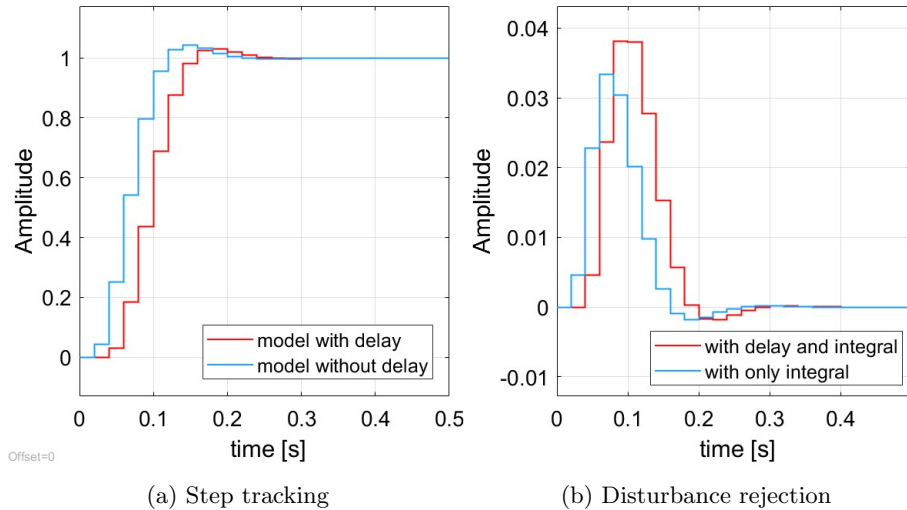 Amplitude
1
0.8
0.6
0.4
0.2
0
0
0.1
0.2
0.3
0.4
0.5
time [s]
model with delay
model without delay
Offset=0
(a) Step tracking
Amplitude
0.04
0.03
0.02
0.01
0
-0.01
0
0.1
0.2
0.3
0.4
time [s]
with delay and integral
with only integral
(b) Disturbance rejection